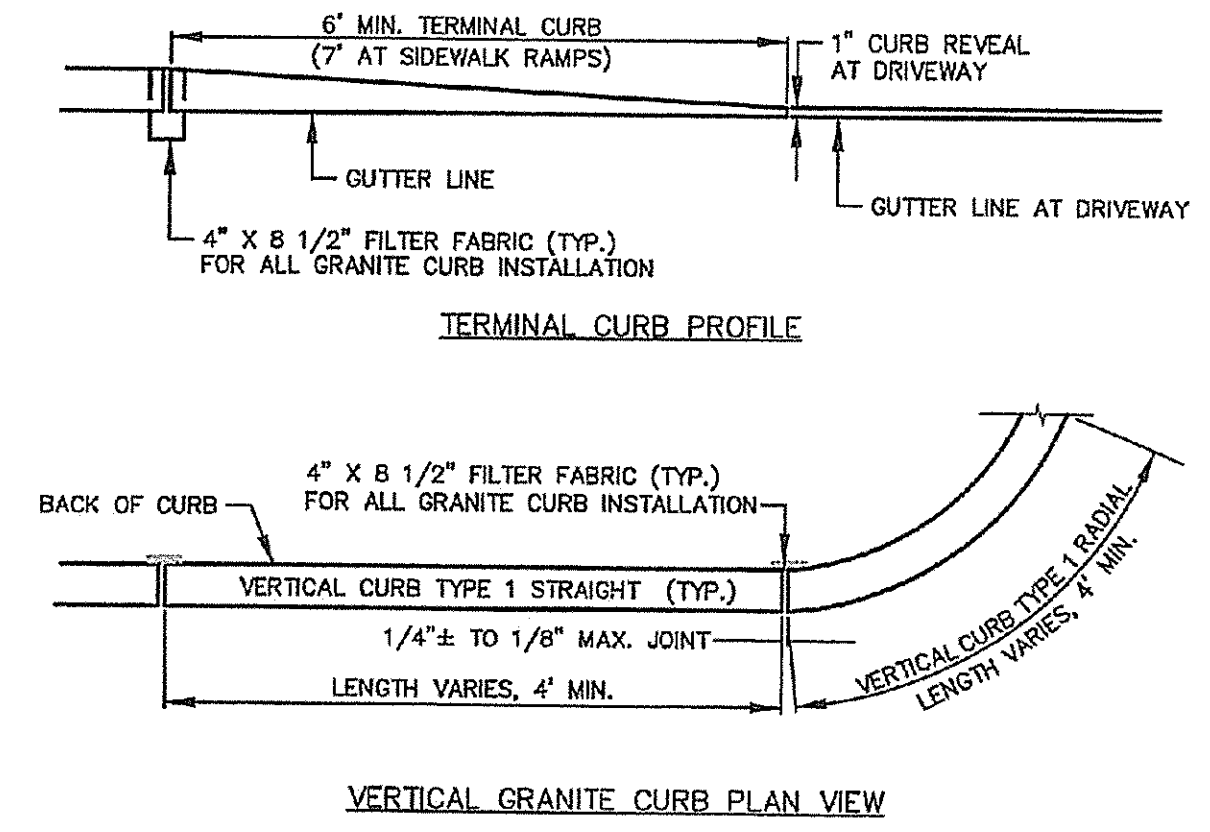 6' MIN. TERMINAL CURB
(7' AT SIDEWALK RAMPS)
1" CURB REVEAL
AT DRIVEWAY
GUTTER LINE
GUTTER LINE AT DRIVEWAY
4" X 8 1/2" FILTER FABRIC (TYP.)
FOR ALL GRANITE CURB INSTALLATION
TERMINAL CURB PROFILE
4" X 8 1/2" FILTER FABRIC (TYP.)
FOR ALL GRANITE CURB INSTALLATION
BACK OF CURB
VERTICAL CURB TYPE 1 STRAIGHT (TYP.)
1/4"± TO 1/8" MAX. JOINT
LENGTH VARIES, 4' MIN.
VERTICAL CURB TYPE 1 RADIAL
LENGTH VARIES, 4' MIN.
VERTICAL GRANITE CURB PLAN VIEW